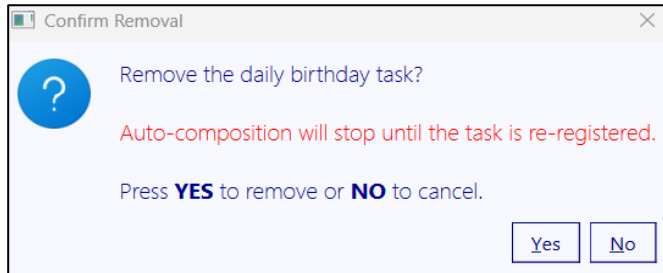 Confirm Removal
Remove the daily birthday task?
Auto-composition will stop until the task is re-registered.
Press YES to remove or NO to cancel.
Yes No